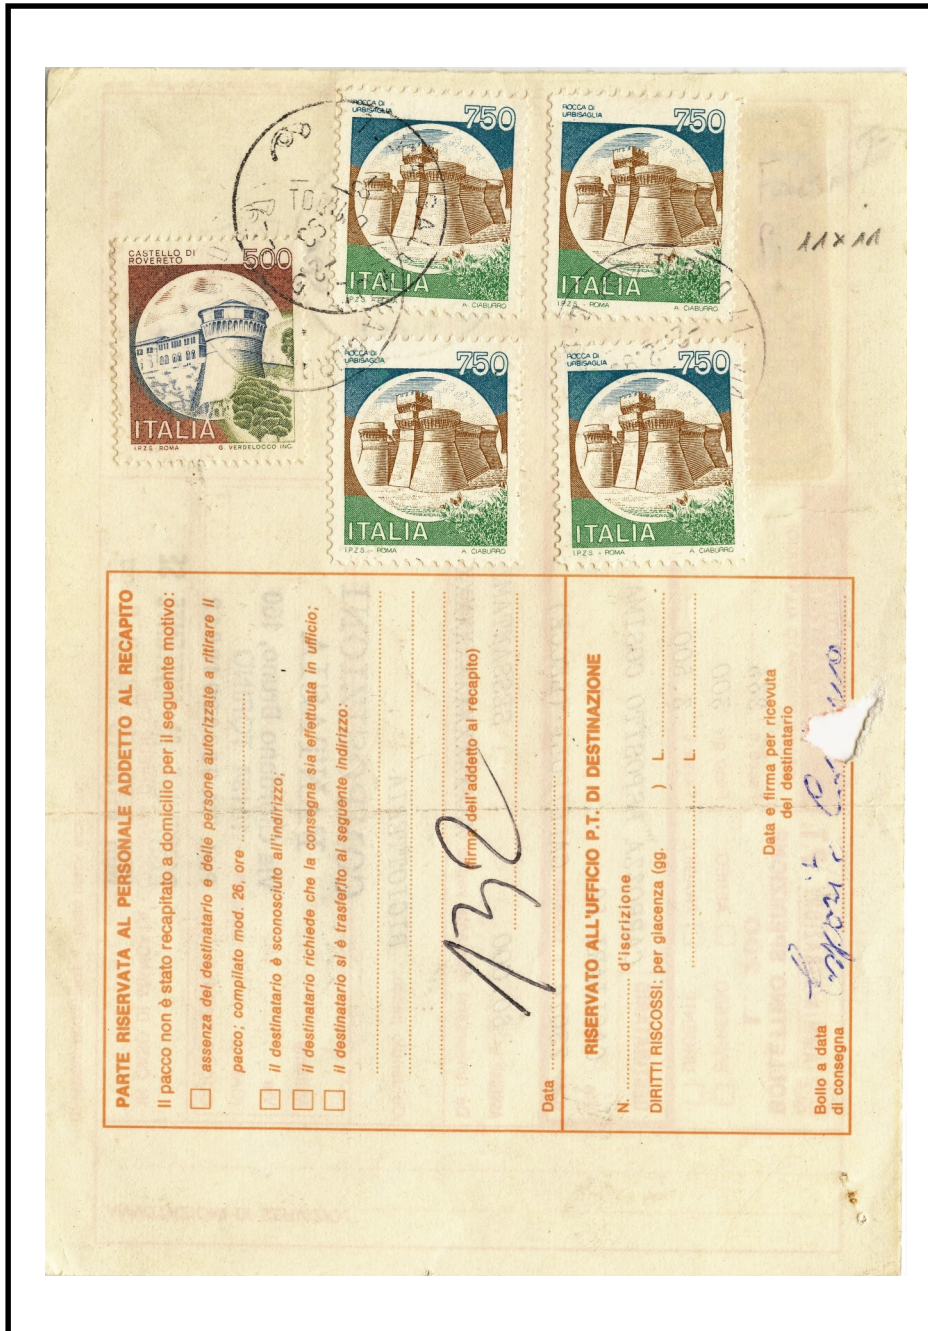 ROCCA DI
URBISAGLIA
750
ITALIA
I.P.Z.S. - ROMA
A. CIABURRO
ROCCA DI
URBISAGLIA
750
ITALIA
I.P.Z.S. - ROMA
A. CIABURRO
11x11
CASTELLO DI
ROVERETO
500
ITALIA
I.P.Z.S. ROMA
G. VERDELOCCO INC.
ROCCA DI
URBISAGLIA
750
ITALIA
I.P.Z.S. - ROMA
A. CIABURRO
ROCCA DI
URBISAGLIA
750
ITALIA
I.P.Z.S. - ROMA
A. CIABURRO
PARTE RISERVATA AL PERSONALE ADDETTO AL RECAPITO
Il pacco non è stato recapitato a domicilio per il seguente motivo:
assenza del destinatario e delle persone autorizzate a ritirare il
pacco; compilato mod. 26, ore
il destinatario è sconosciuto all'indirizzo;
il destinatario richiede che la consegna sia effettuata in ufficio;
il destinatario si è trasferito al seguente indirizzo:
132
(firma dell'addetto al recapito)
Data
RISERVATO ALL'UFFICIO P.T. DI DESTINAZIONE
N. d'iscrizione
DIRITTI RISCOSSI: per giacenza (gg. ) L.
L.
Data e firma per ricevuta
del destinatario
Bollo a data
di consegna